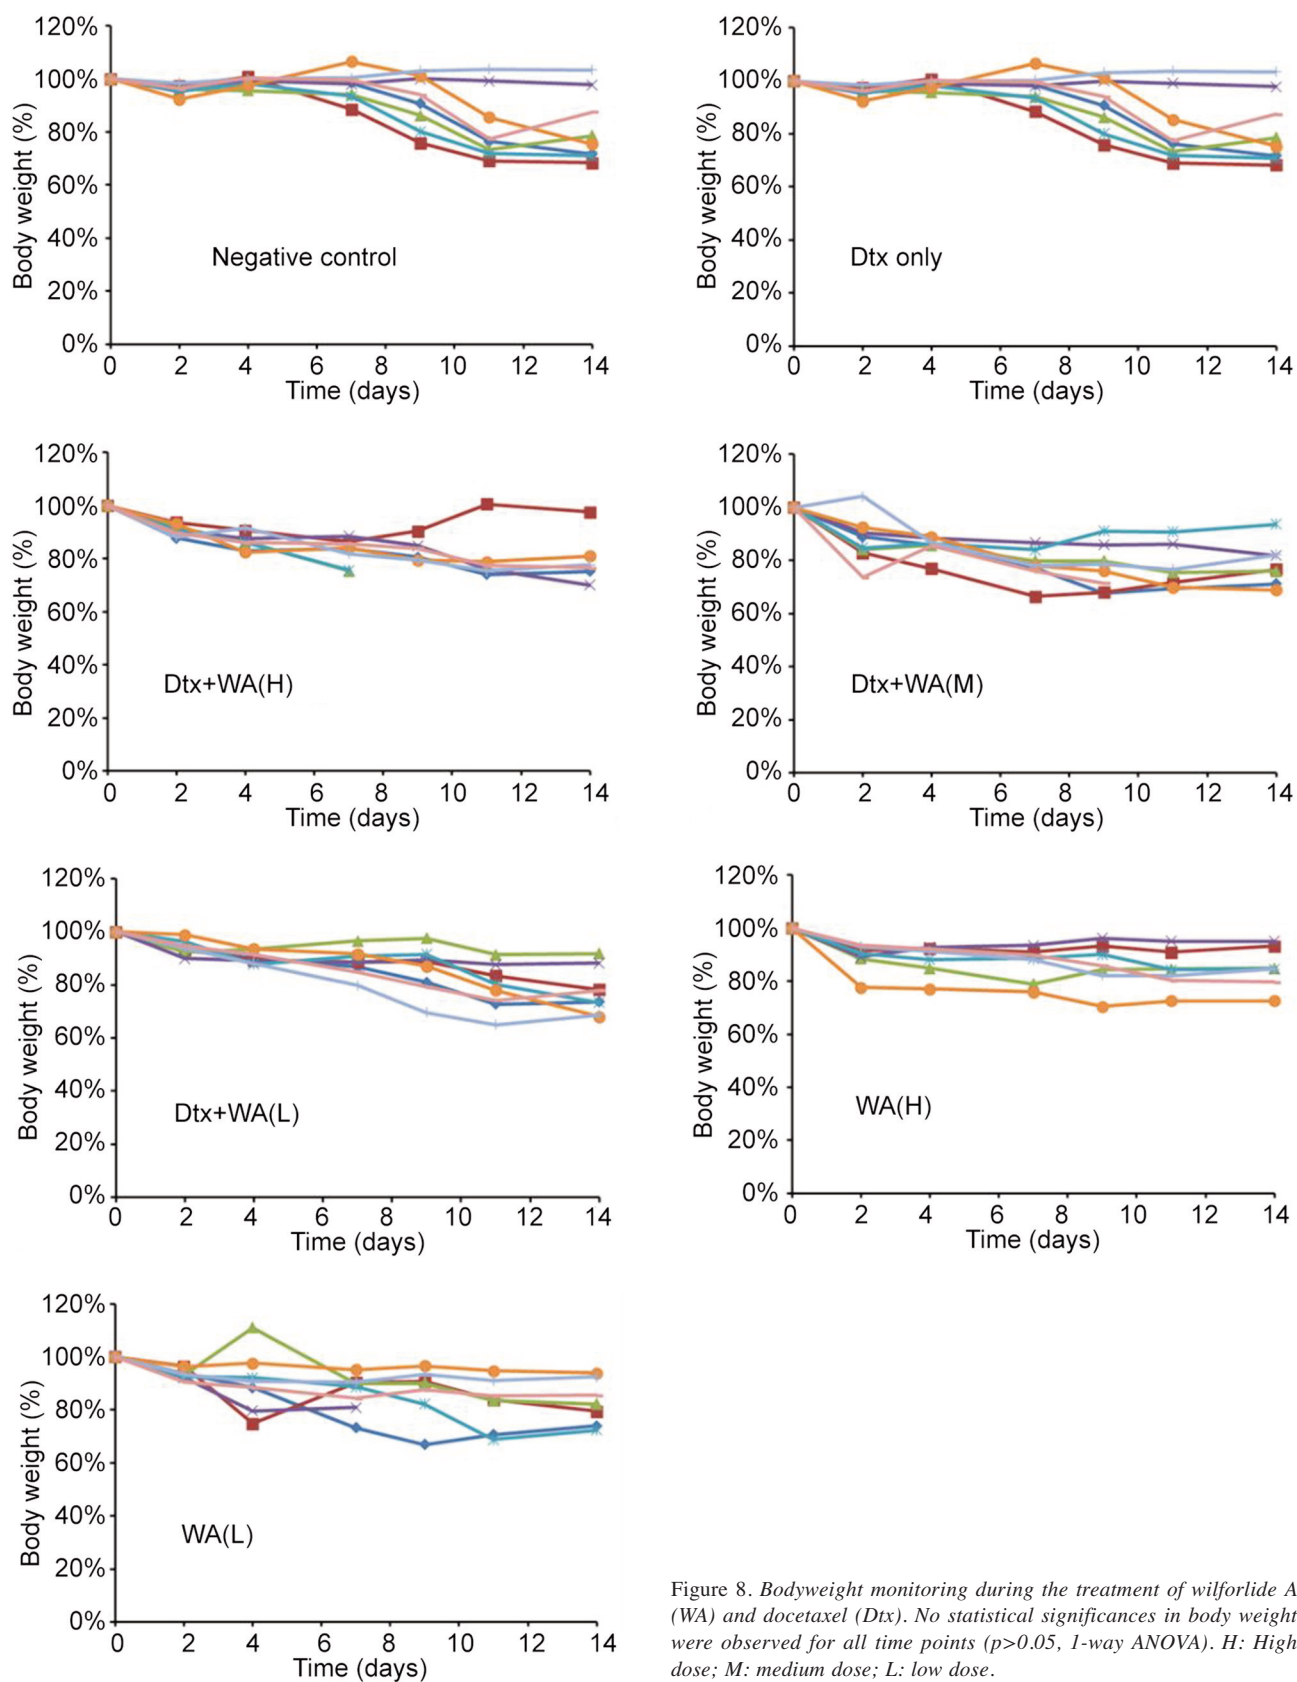 120%
100%
80%
60%
40%
20%
0%
Body weight (%)
0 2 4 6 8 10 12 14
Time (days)
Negative control
120%
100%
80%
60%
40%
20%
0%
Body weight (%)
0 2 4 6 8 10 12 14
Time (days)
Dtx only
120%
100%
80%
60%
40%
20%
0%
Body weight (%)
0 2 4 6 8 10 12 14
Time (days)
Dtx+WA(H)
120%
100%
80%
60%
40%
20%
0%
Body weight (%)
0 2 4 6 8 10 12 14
Time (days)
Dtx+WA(M)
120%
100%
80%
60%
40%
20%
0%
Body weight (%)
0 2 4 6 8 10 12 14
Time (days)
Dtx+WA(L)
120%
100%
80%
60%
40%
20%
0%
Body weight (%)
0 2 4 6 8 10 12 14
Time (days)
WA(H)
120%
100%
80%
60%
40%
20%
0%
Body weight (%)
0 2 4 6 8 10 12 14
Time (days)
WA(L)
Figure 8. Bodyweight monitoring during the treatment of wilforlide A
(WA) and docetaxel (Dtx). No statistical significances in body weight
were observed for all time points (p>0.05, 1-way ANOVA). H: High
dose; M: medium dose; L: low dose.